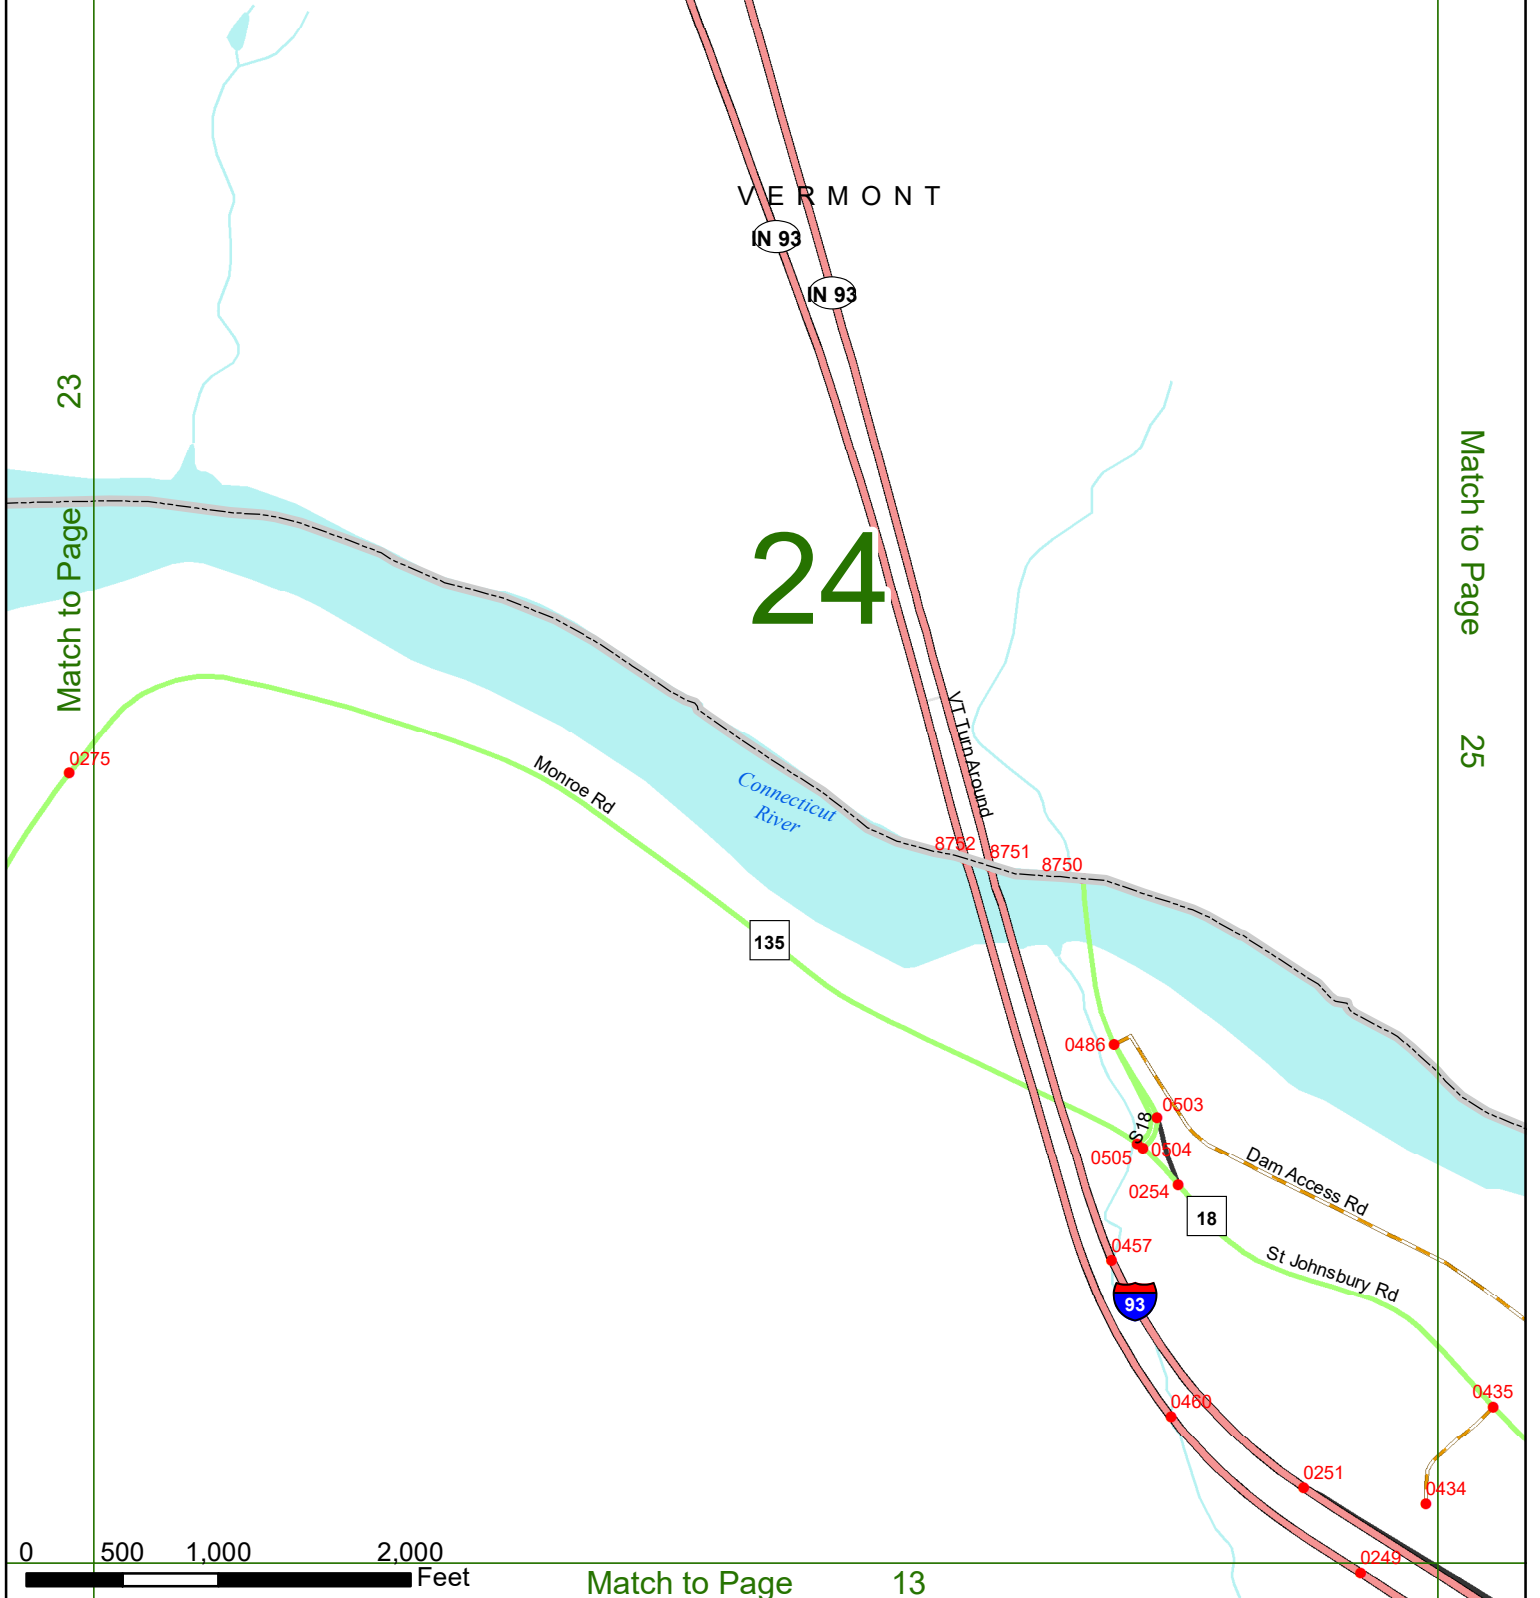 VERMONT
IN 93
IN 93
23
Match to Page
Match to Page
25
24
VT Turn Around
0275
Monroe Rd
Connecticut
River
8752
8751
8750
135
0486
0503
S18
0505
0504
0254
18
Dam Access Rd
0457
St Johnsbury Rd
93
0460
0435
0251
0434
0249
0 500 1,000 2,000
Feet
Match to Page 13